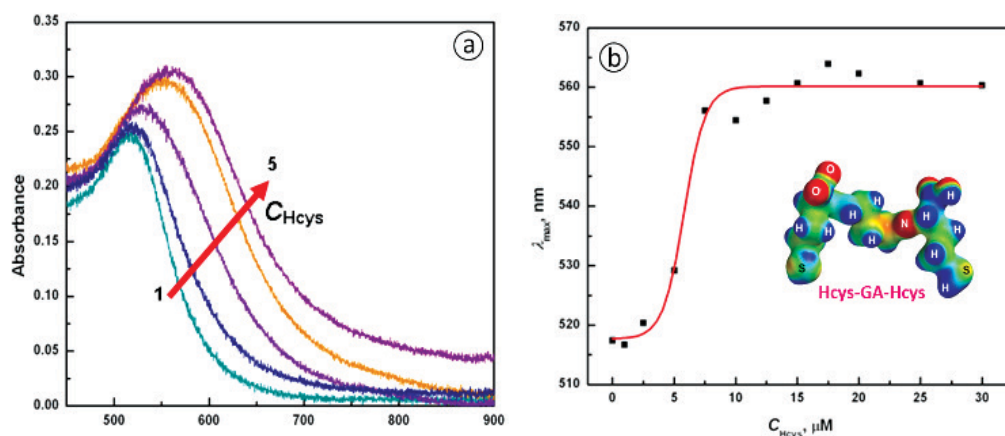 a
0.35
0.30
0.25
0.20
0.15
0.10
0.05
0.00
Absorbance
500 600 700 800 900
1
5
C_Hcys
b
570
560
550
540
530
520
510
λmax, nm
0 5 10 15 20 25 30
C_Hcys, μM
O
O
H
H
H
S
H
N
H
H
H
H
S
H
Hcys-GA-Hcys